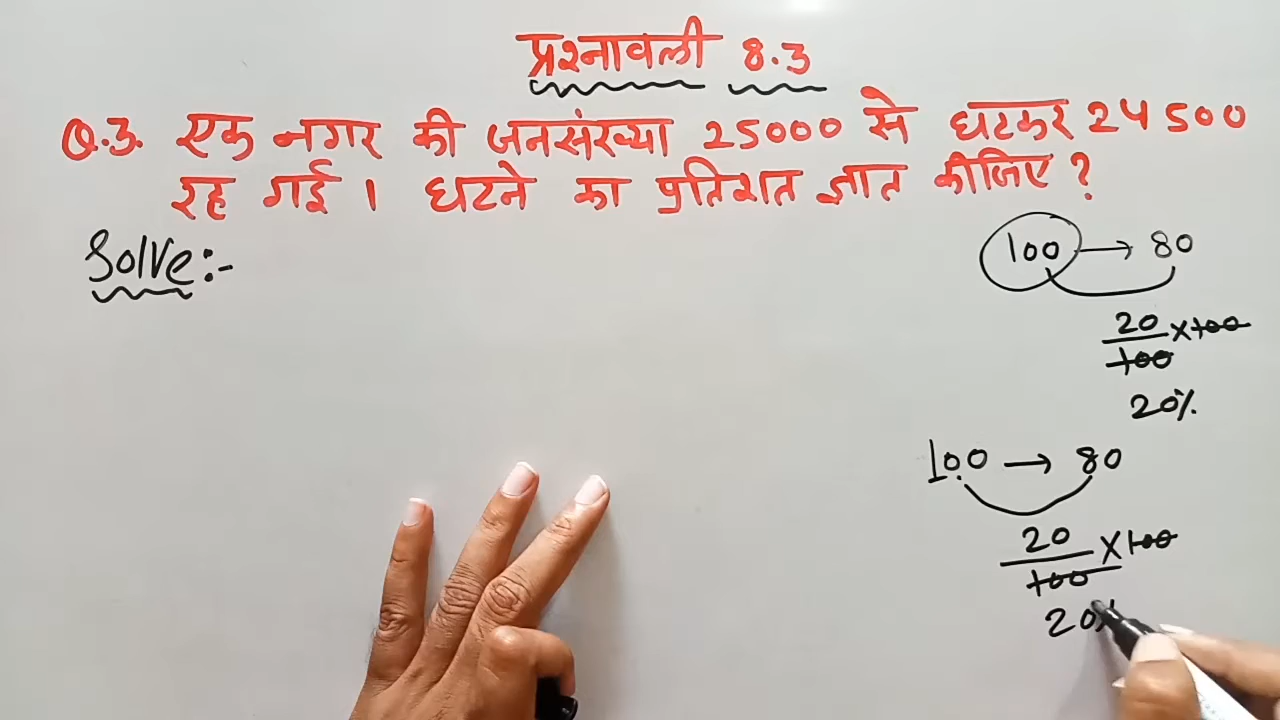 प्रश्नावली 8.3
Q.3. एक नगर की जनसंख्या 25000 से घटकर 24500
रह गई । घटने का प्रतिशत ज्ञात कीजिए ?
Solve:-
100 → 80
20/100 × 100
20%
100 → 80
20/100 × 100
20%